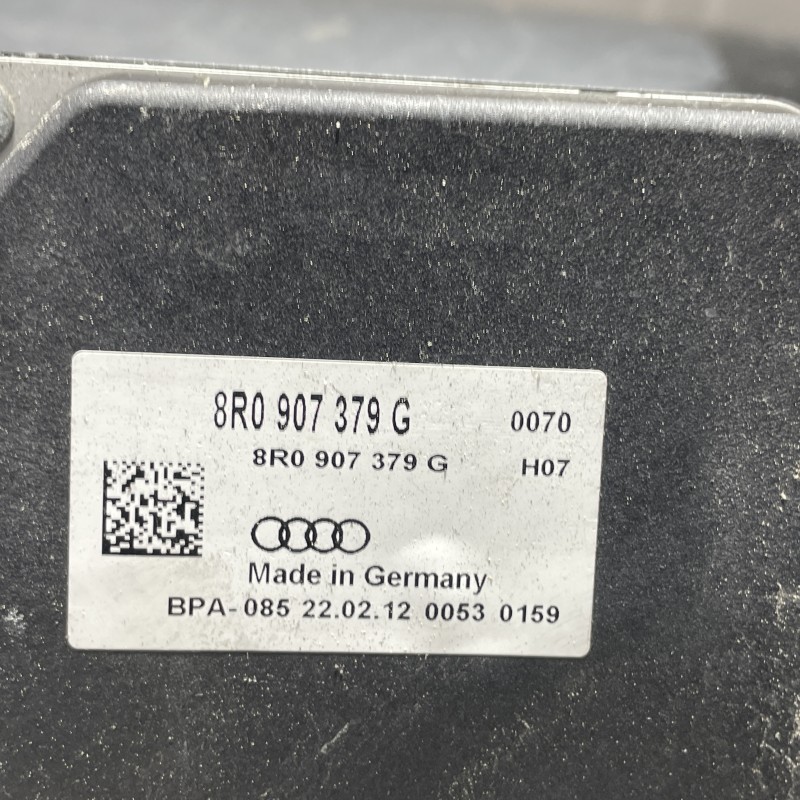 8R0 907 379 G 0070
8R0 907 379 G H07
Made in Germany
BPA-085 22.02.12 0053 0159